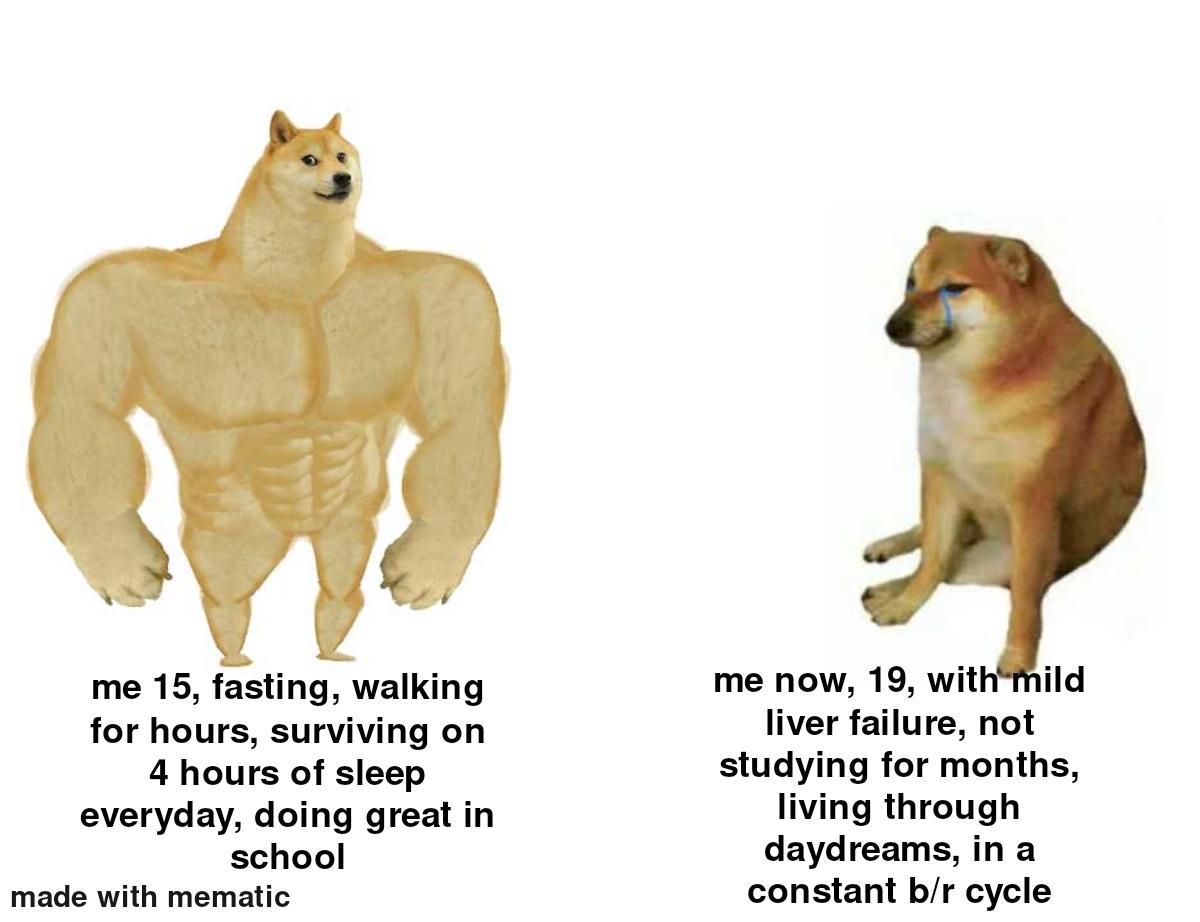 me 15, fasting, walking
for hours, surviving on
4 hours of sleep
everyday, doing great in
school
me now, 19, with mild
liver failure, not
studying for months,
living through
daydreams, in a
constant b/r cycle
made with mematic